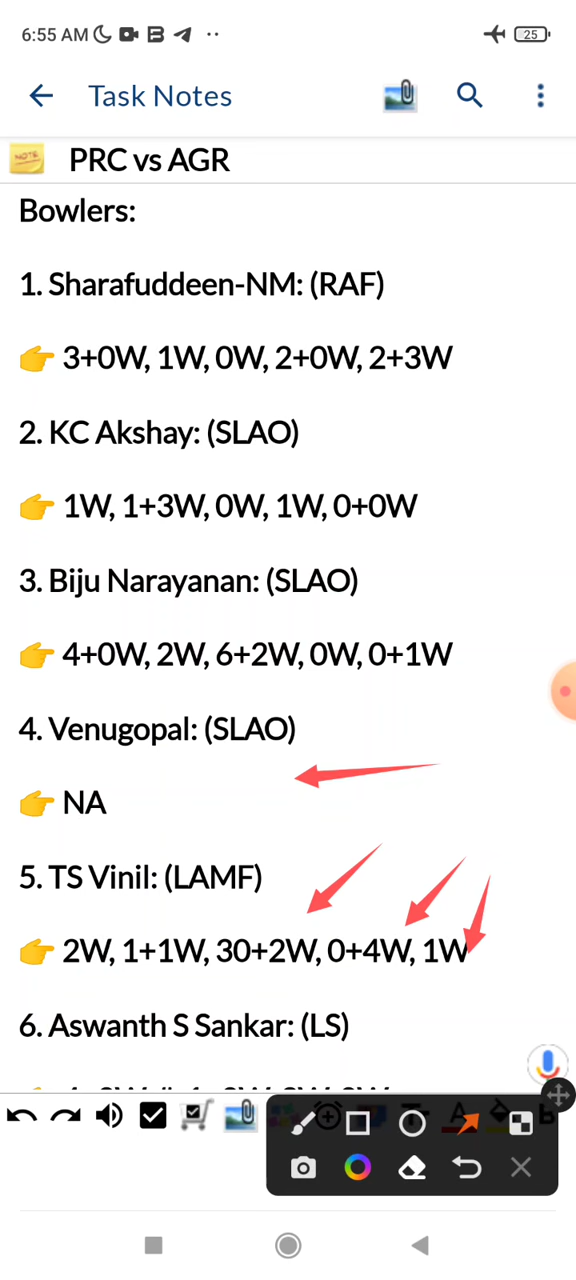 6:55 AM
25
Task Notes
NOTE
PRC vs AGR
Bowlers:
1. Sharafuddeen-NM: (RAF)
👉 3+0W, 1W, 0W, 2+0W, 2+3W
2. KC Akshay: (SLAO)
👉 1W, 1+3W, 0W, 1W, 0+0W
3. Biju Narayanan: (SLAO)
👉 4+0W, 2W, 6+2W, 0W, 0+1W
4. Venugopal: (SLAO)
👉 NA
5. TS Vinil: (LAMF)
👉 2W, 1+1W, 30+2W, 0+4W, 1W
6. Aswanth S Sankar: (LS)